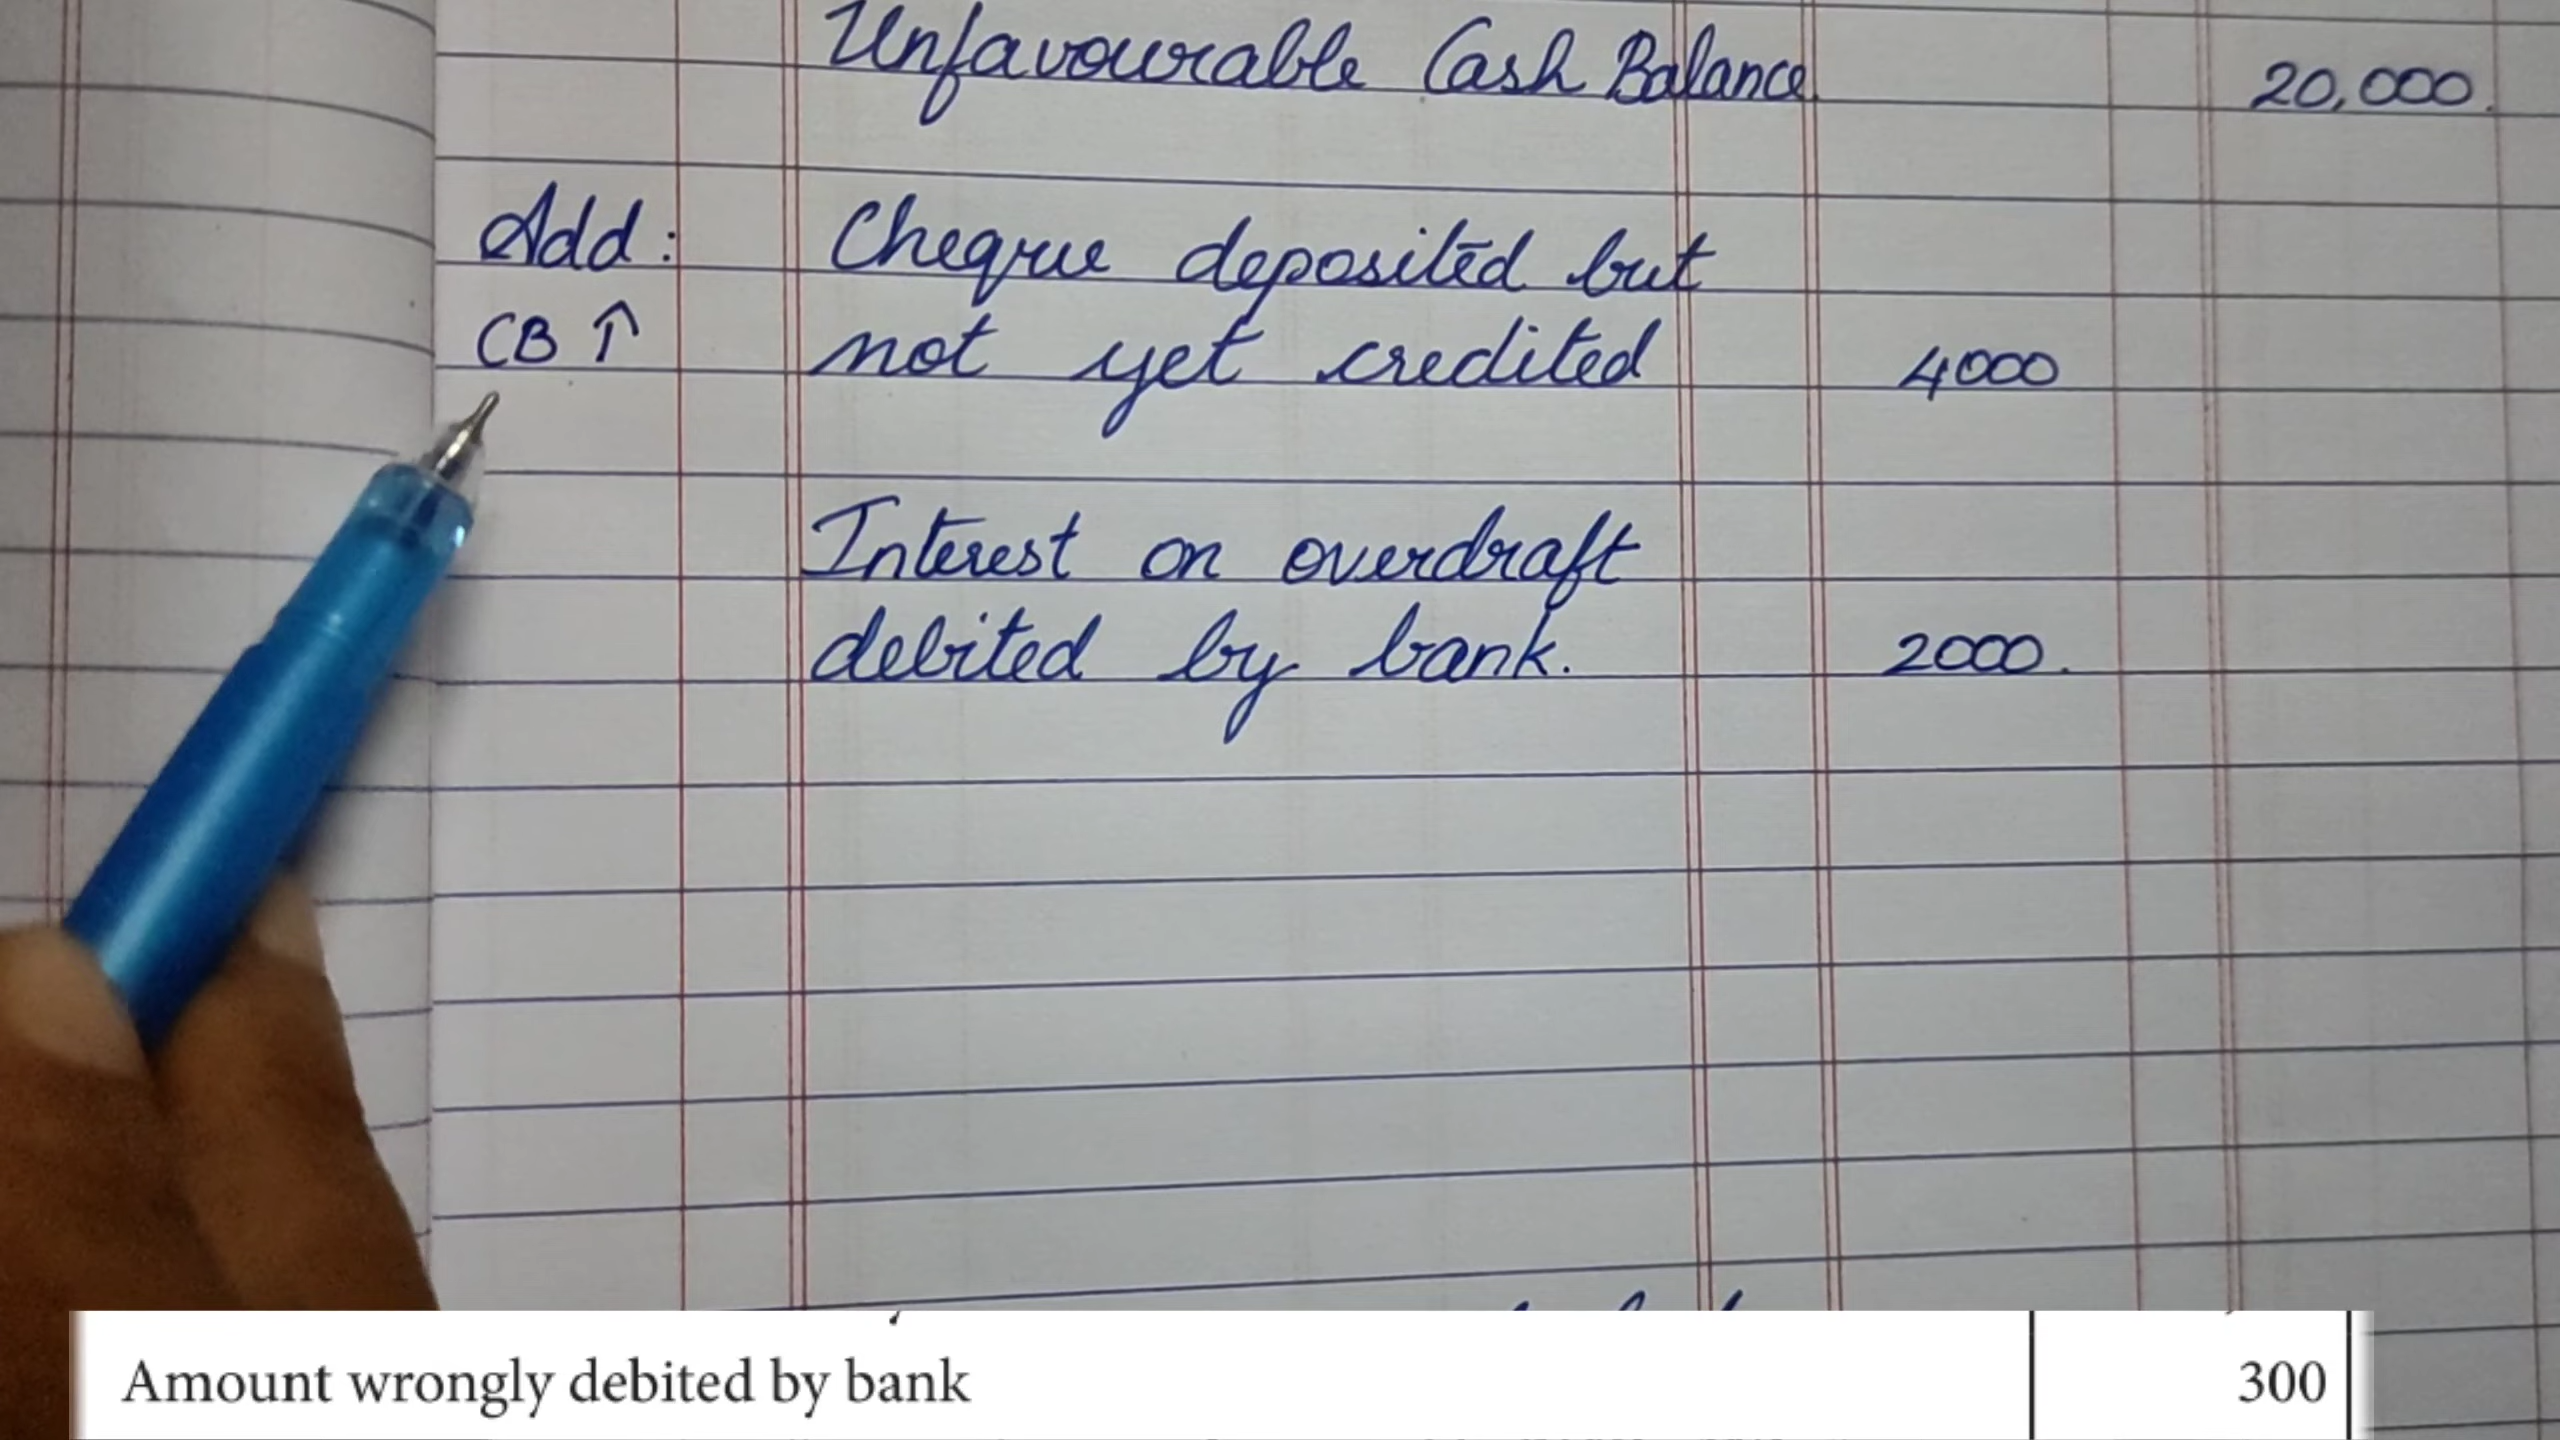 Unfavourable Cash Balance 20,000.
Add: Cheque deposited but
CB ↑ not yet credited 4000
Interest on overdraft
debited by bank. 2000.
Amount wrongly debited by bank 300